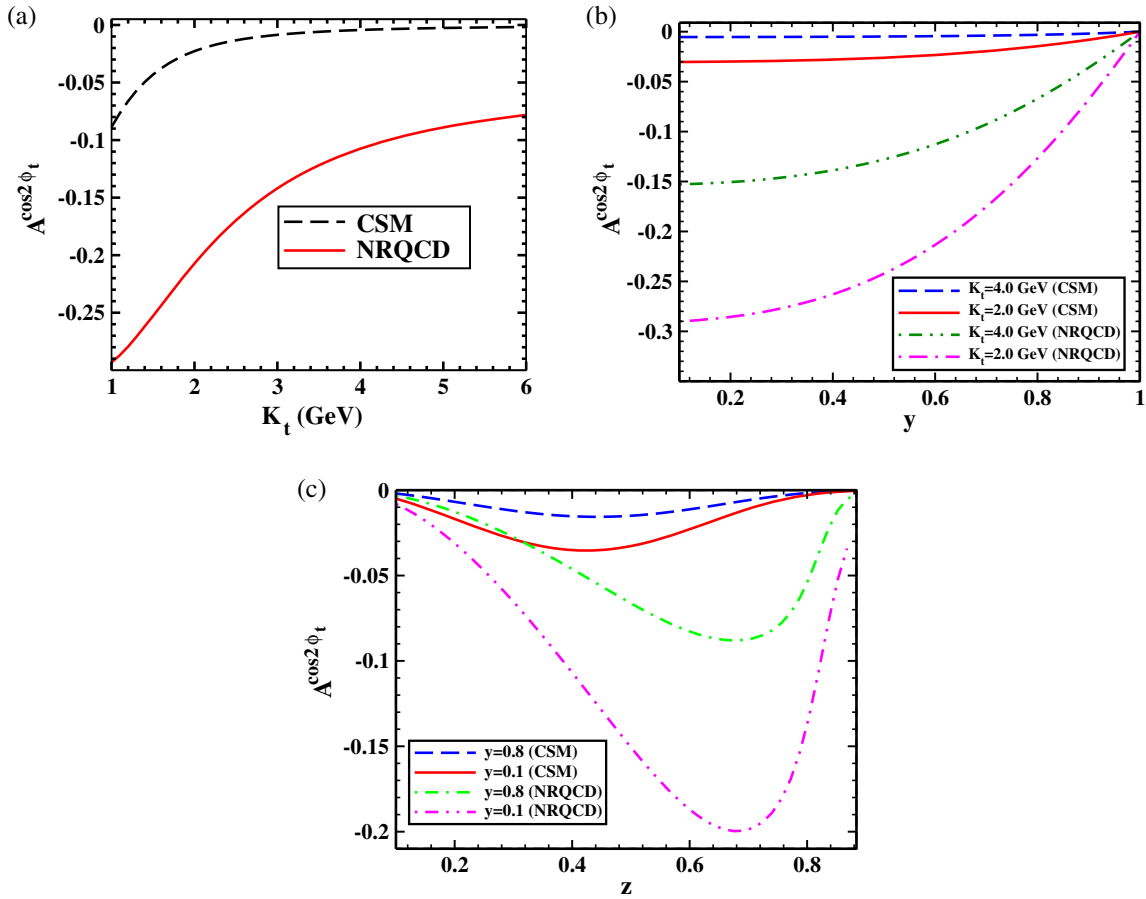 (a)
0
-0.05
-0.1
-0.15
-0.2
-0.25
A^cos2ϕ_t
CSM
NRQCD
1 2 3 4 5 6
K_t (GeV)
(b)
0
-0.05
-0.1
-0.15
-0.2
-0.25
-0.3
A^cos2ϕ_t
K_t=4.0 GeV (CSM)
K_t=2.0 GeV (CSM)
K_t=4.0 GeV (NRQCD)
K_t=2.0 GeV (NRQCD)
0.2 0.4 0.6 0.8 1
y
(c)
0
-0.05
-0.1
-0.15
-0.2
A^cos2ϕ_t
y=0.8 (CSM)
y=0.1 (CSM)
y=0.8 (NRQCD)
y=0.1 (NRQCD)
0.2 0.4 0.6 0.8
z